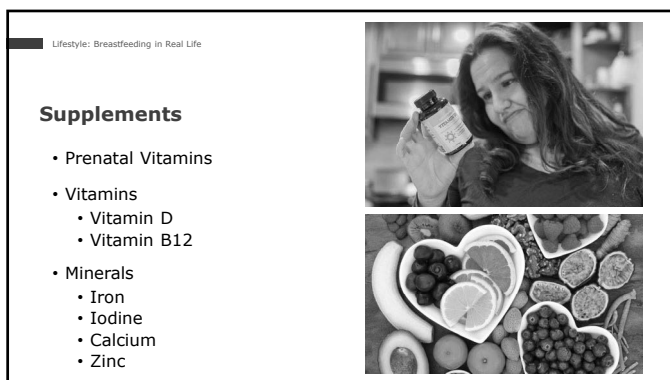 Lifestyle: Breastfeeding in Real Life
Supplements
• Prenatal Vitamins
• Vitamins
• Vitamin D
• Vitamin B12
• Minerals
• Iron
• Iodine
• Calcium
• Zinc